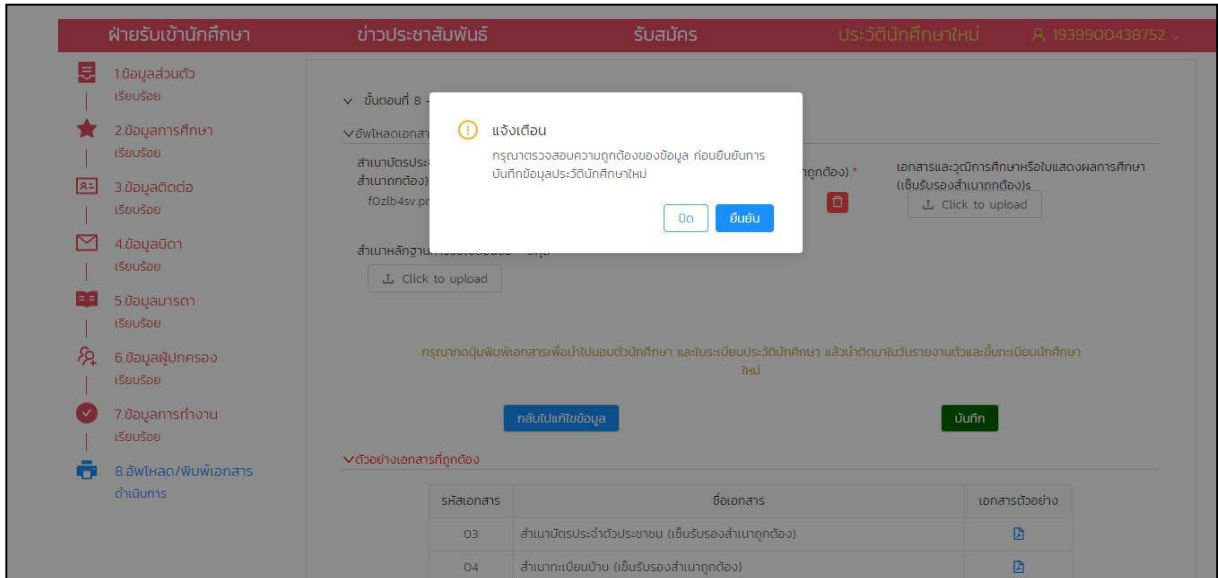 ฝ่ายรับเข้านักศึกษา
ข่าวประชาสัมพันธ์
รับสมัคร
ประวัตินักศึกษาใหม่
1939900438752
1.ข้อมูลส่วนตัว
เรียบร้อย
2.ข้อมูลการศึกษา
เรียบร้อย
3.ข้อมูลติดต่อ
เรียบร้อย
4.ข้อมูลบิดา
เรียบร้อย
5.ข้อมูลมารดา
เรียบร้อย
6.ข้อมูลผู้ปกครอง
เรียบร้อย
7.ข้อมูลการทำงาน
เรียบร้อย
8.อัพโหลด/พิมพ์เอกสาร
ดำเนินการ
ขั้นตอนที่ 8 -
อัพโหลดเอกสา
แจ้งเตือน
กรุณาตรวจสอบความถูกต้องของข้อมูล ก่อนยืนยันการ
บันทึกข้อมูลประวัตินักศึกษาใหม่
ปิด
ยืนยัน
สำเนาบัตรประ
สำเนาถูกต้อง)
f0zlb4sv.pr
าถูกต้อง) *
เอกสารและวุฒิการศึกษาหรือใบแสดงผลการศึกษา
(เซ็นรับรองสำเนาถูกต้อง)s
Click to upload
สำเนาหลักฐาน
Click to upload
กรุณากดปุ่มพิมพ์เอกสารเพื่อนำไปมอบตัวนักศึกษา และใบระเบียนประวัตินักศึกษา แล้วนำติดมาในวันรายงานตัวและขึ้นทะเบียนนักศึกษา
ใหม่
กลับไปแก้ไขข้อมูล
บันทึก
ตัวอย่างเอกสารที่ถูกต้อง
รหัสเอกสาร ชื่อเอกสาร เอกสารตัวอย่าง
03 สำเนาบัตรประจำตัวประชาชน (เซ็นรับรองสำเนาถูกต้อง)
04 สำเนาทะเบียนบ้าน (เซ็นรับรองสำเนาถูกต้อง)